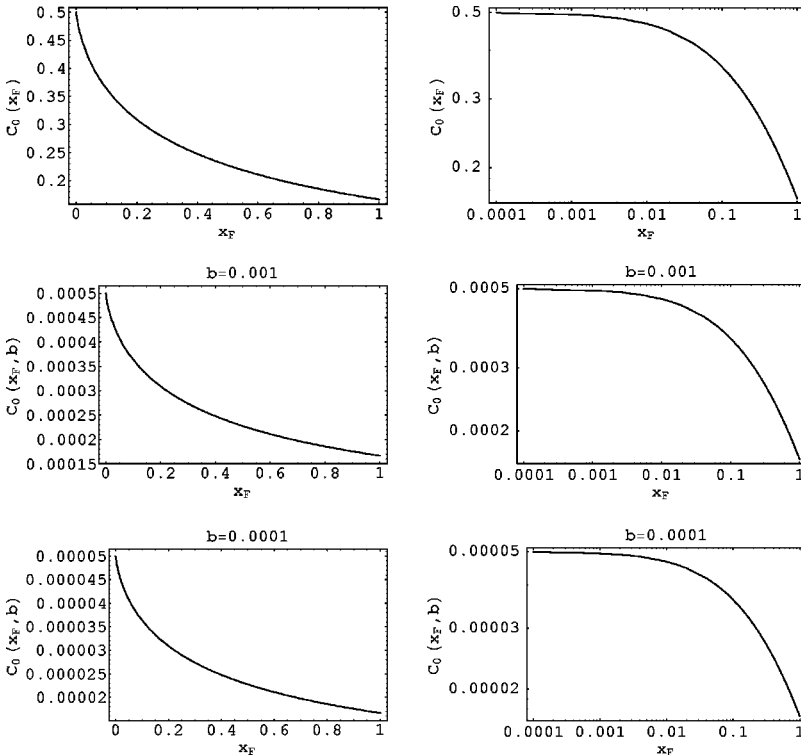 0.5
0.45
0.4
0.35
0.3
0.25
0.2
C0 (xF)
0 0.2 0.4 0.6 0.8 1
xF
0.5
0.3
0.2
C0 (xF)
0.0001 0.001 0.01 0.1 1
xF
b=0.001
0.0005
0.00045
0.0004
0.00035
0.0003
0.00025
0.0002
0.00015
C0 (xF,b)
0 0.2 0.4 0.6 0.8 1
xF
b=0.001
0.0005
0.0003
0.0002
C0 (xF,b)
0.0001 0.001 0.01 0.1 1
xF
b=0.0001
0.00005
0.000045
0.00004
0.000035
0.00003
0.000025
0.00002
C0 (xF,b)
0 0.2 0.4 0.6 0.8 1
xF
b=0.0001
0.00005
0.00003
0.00002
C0 (xF,b)
0.0001 0.001 0.01 0.1 1
xF